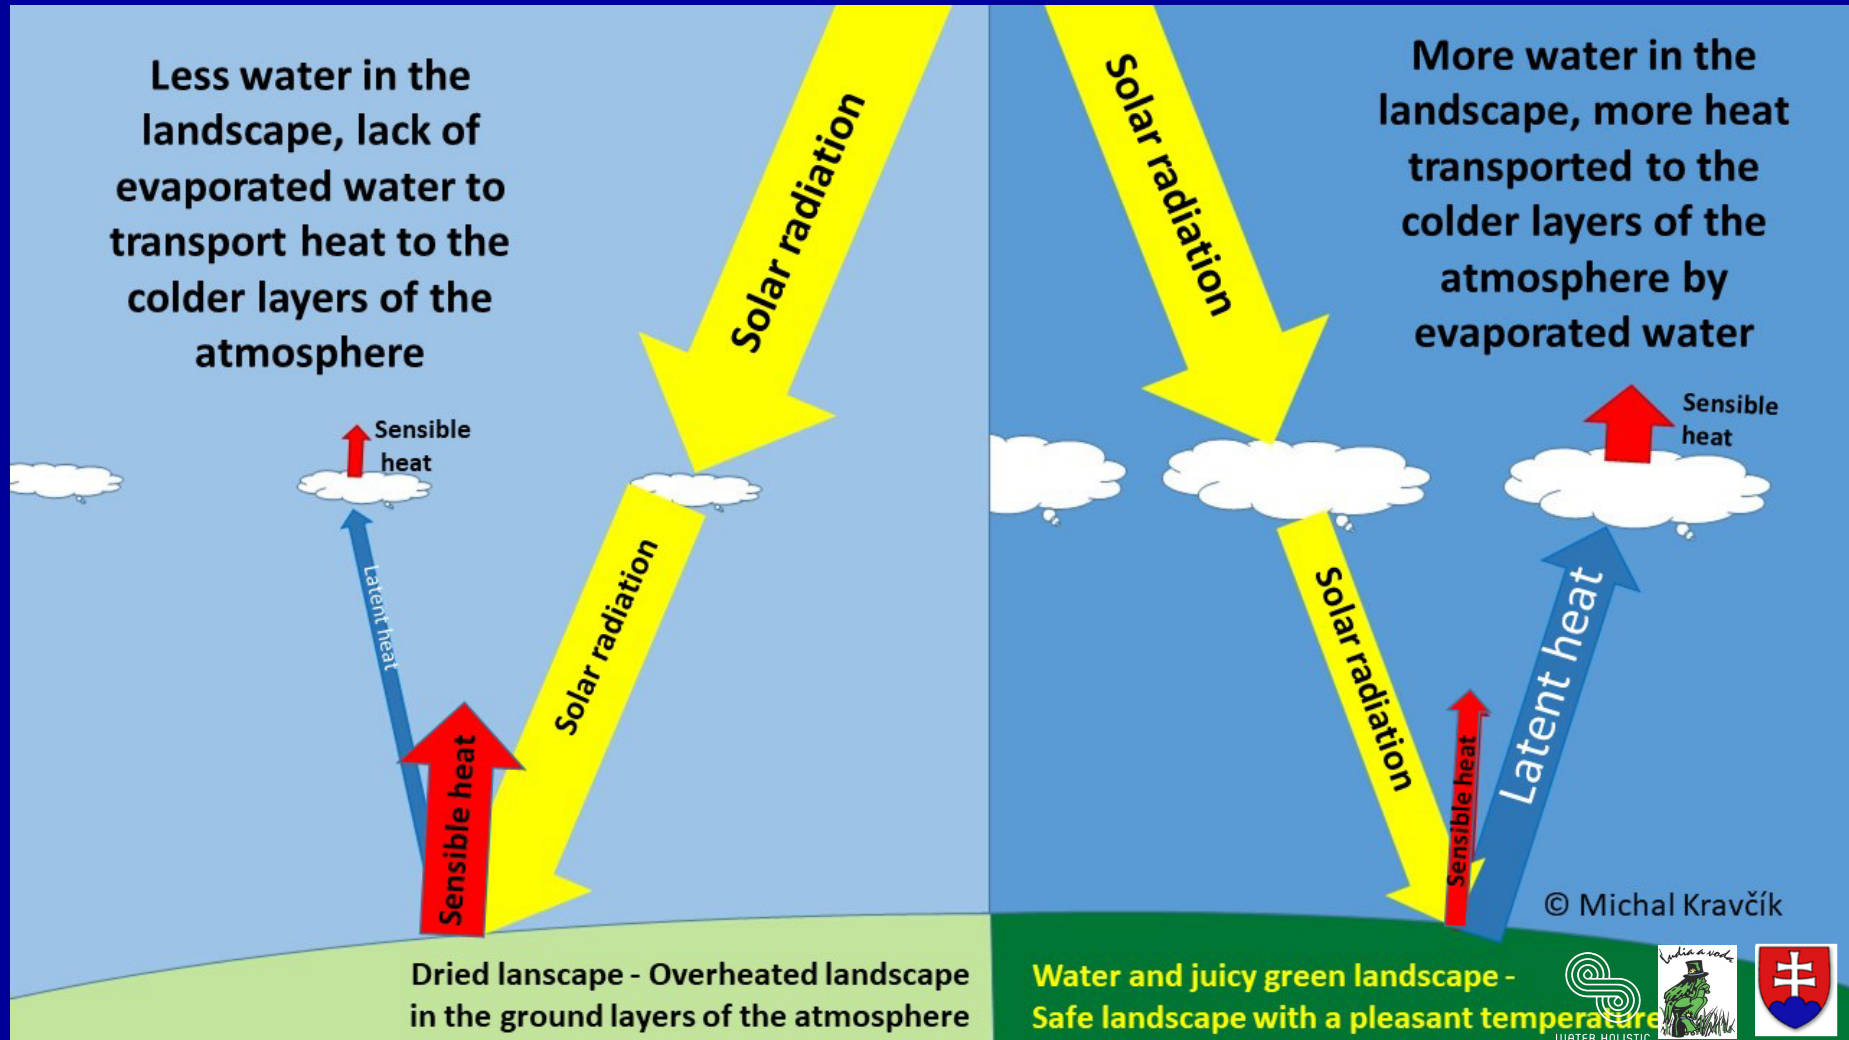 Less water in the
landscape, lack of
evaporated water to
transport heat to the
colder layers of the
atmosphere
Solar radiation
Sensible
heat
Latent heat
Solar radiation
Sensible heat
Dried lanscape - Overheated landscape
in the ground layers of the atmosphere
Solar radiation
More water in the
landscape, more heat
transported to the
colder layers of the
atmosphere by
evaporated water
Sensible
heat
Solar radiation
Sensible heat
Latent heat
© Michal Kravčík
Water and juicy green landscape -
Safe landscape with a pleasant temperature
WATER HOLISTIC
Ludia a voda